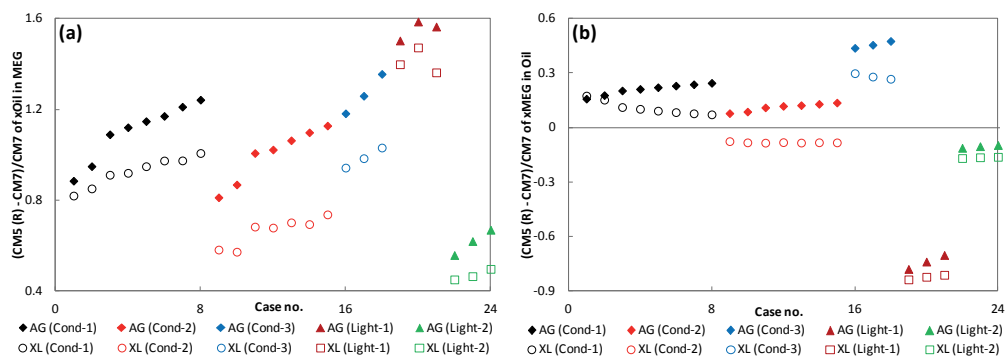 (a)
(CM5 (R) - CM7)/CM7 of xOil in MEG
1.6
1.2
0.8
0.4
0
8
16
24
Case no.
AG (Cond-1)
AG (Cond-2)
AG (Cond-3)
AG (Light-1)
AG (Light-2)
XL (Cond-1)
XL (Cond-2)
XL (Cond-3)
XL (Light-1)
XL (Light-2)
(b)
(CM5 (R) - CM7)/CM7 of xMEG in Oil
0.6
0.3
0
-0.3
-0.6
-0.9
0
8
16
24
Case no.
AG (Cond-1)
AG (Cond-2)
AG (Cond-3)
AG (Light-1)
AG (Light-2)
XL (Cond-1)
XL (Cond-2)
XL (Cond-3)
XL (Light-1)
XL (Light-2)